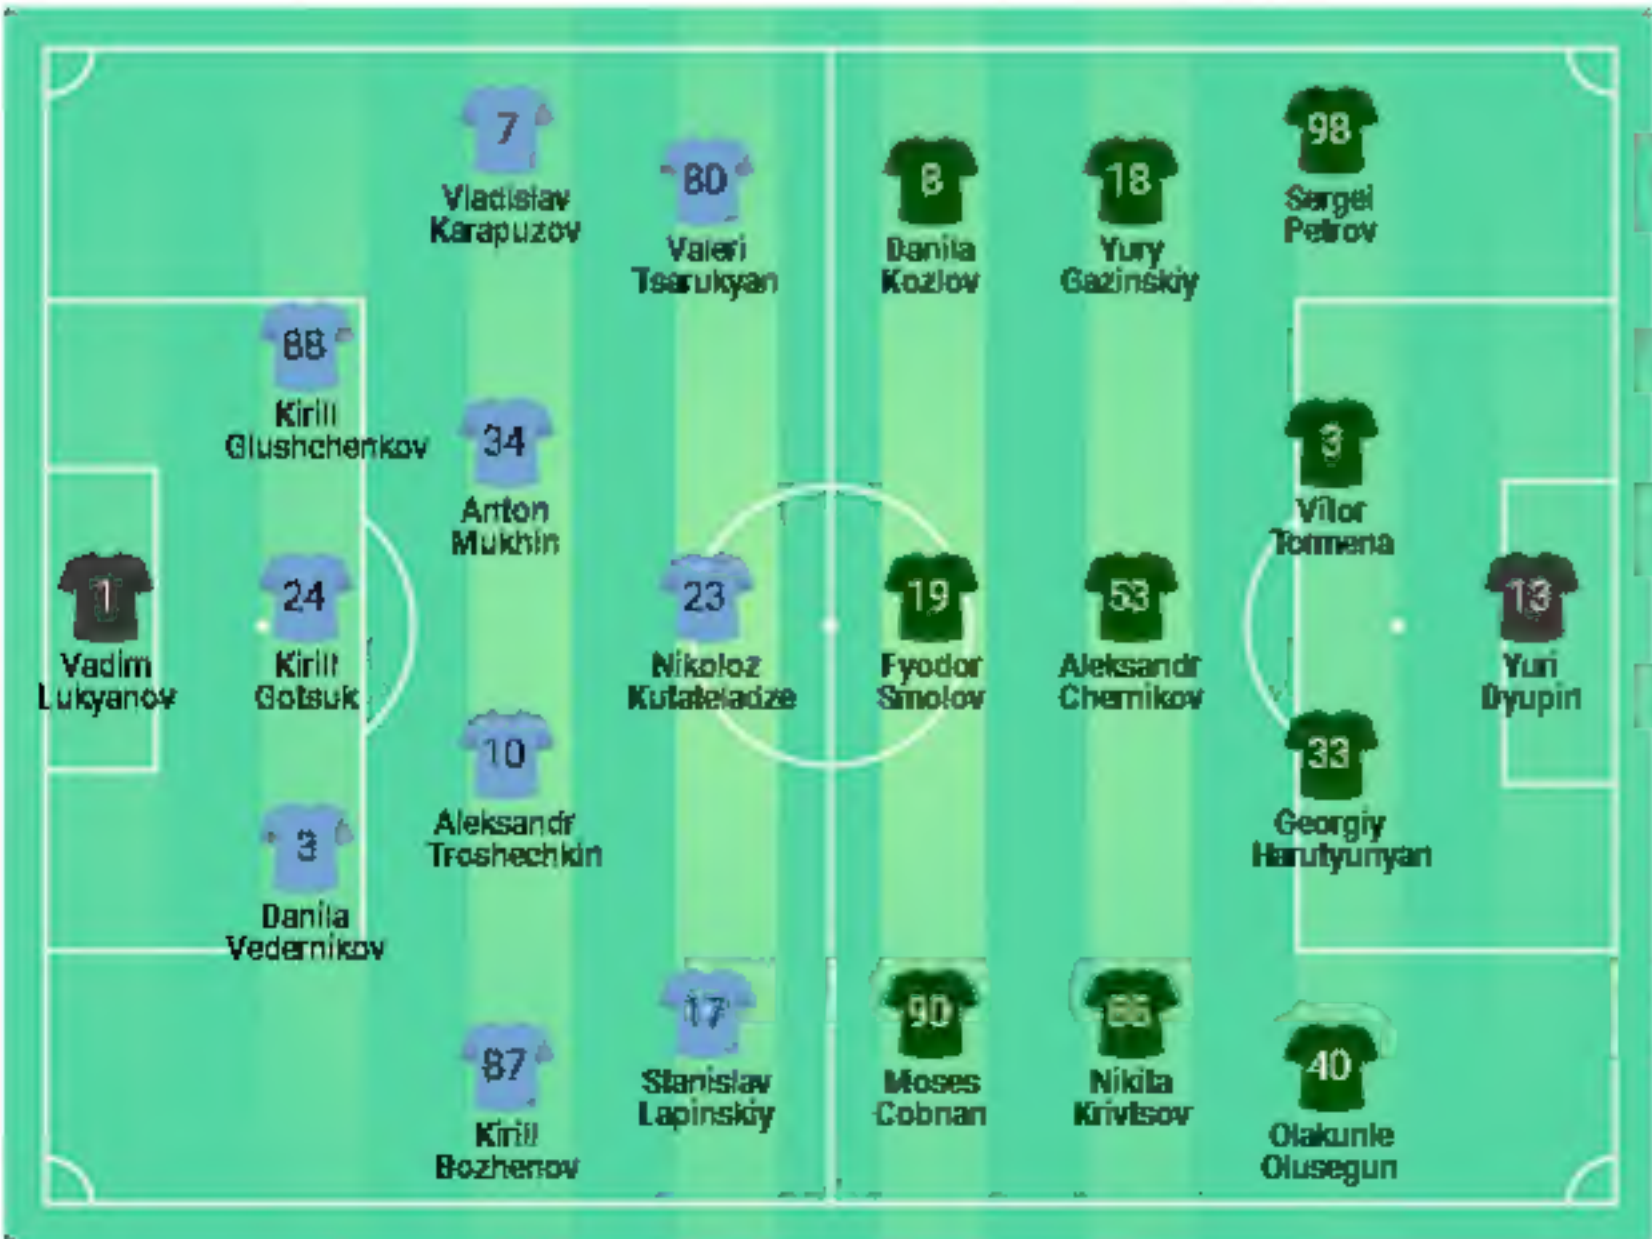 7
Vladislav
Karapuzov
80
Valeri
Tsarukyan
8
Danila
Kozlov
18
Yury
Gazinskiy
98
Sergei
Petrov
88
Kirill
Glushchenkov
34
Anton
Mukhin
3
Vitor
Tormena
1
Vadim
Lukyanov
24
Kirill
Gotsuk
23
Nikoloz
Kutateladze
19
Fyodor
Smolov
53
Aleksandr
Chernikov
13
Yuri
Dyupin
10
Aleksandr
Troshechkin
33
Georgiy
Harutyunyan
3
Danila
Vedernikov
87
Kirill
Bozhenov
17
Stanislav
Lapinskiy
90
Moses
Cobnan
Nikita
Krivtsov
40
Olakunle
Olusegun